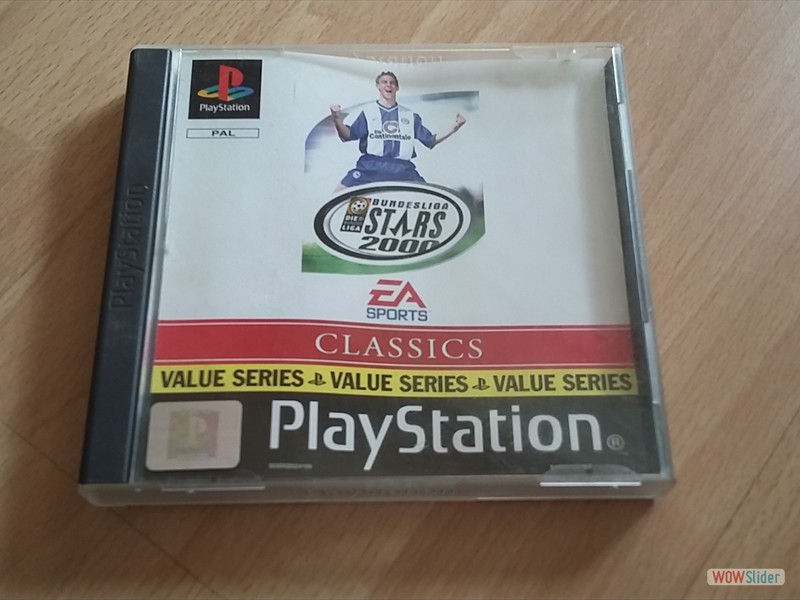 PlayStation
PAL
PlayStation
Die
Continentale
BUNDESLIGA
DIE
LIGA
STARS
2000
EA
SPORTS
CLASSICS
VALUE SERIES VALUE SERIES VALUE SERIES
PlayStation®
WOWSlider